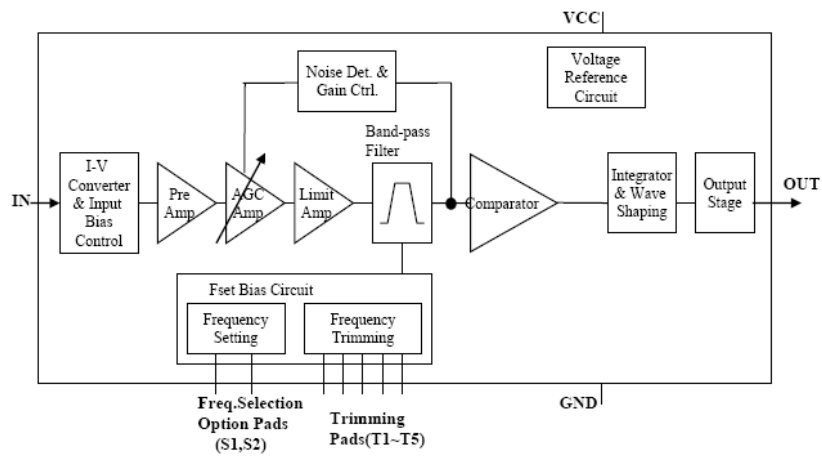 VCC
Noise Det. &
Gain Ctrl.
Voltage
Reference
Circuit
Band-pass
Filter
IN
I-V
Converter
& Input
Bias
Control
Pre
Amp
AGC
Amp
Limit
Amp
Comparator
Integrator
& Wave
Shaping
Output
Stage
OUT
Fset Bias Circuit
Frequency
Setting
Frequency
Trimming
Freq.Selection
Option Pads
(S1,S2)
Trimming
Pads(T1~T5)
GND